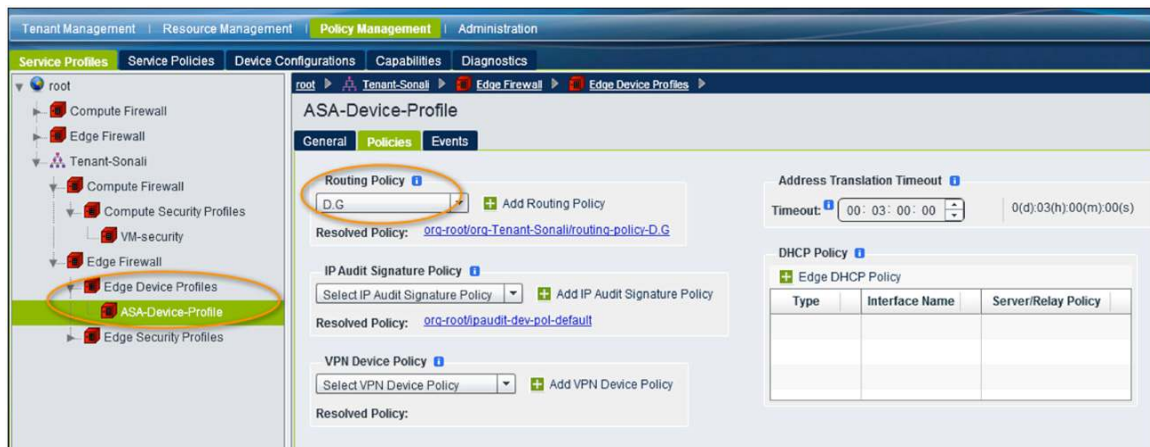 Tenant Management | Resource Management | Policy Management | Administration
Service Profiles Service Policies Device Configurations Capabilities Diagnostics
root
Compute Firewall
Edge Firewall
Tenant-Sonali
Compute Firewall
Compute Security Profiles
VM-security
Edge Firewall
Edge Device Profiles
ASA-Device-Profile
Edge Security Profiles
root Tenant-Sonali Edge Firewall Edge Device Profiles
ASA-Device-Profile
General Policies Events
Routing Policy
D.G Add Routing Policy
Resolved Policy: org-root/org-Tenant-Sonali/routing-policy-D.G
IP Audit Signature Policy
Select IP Audit Signature Policy Add IP Audit Signature Policy
Resolved Policy: org-root/ipaudit-dev-pol-default
VPN Device Policy
Select VPN Device Policy Add VPN Device Policy
Resolved Policy:
Address Translation Timeout
Timeout: 00: 03: 00: 00 0(d):03(h):00(m):00(s)
DHCP Policy
Edge DHCP Policy
Type Interface Name Server/Relay Policy